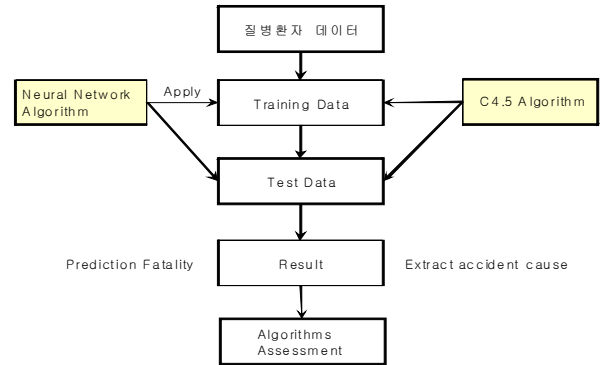 질병환자 데이터
Neural Network
Algorithm
Apply
Training Data
C4.5 Algorithm
Test Data
Prediction Fatality
Result
Extract accident cause
Algorithms
Assessment